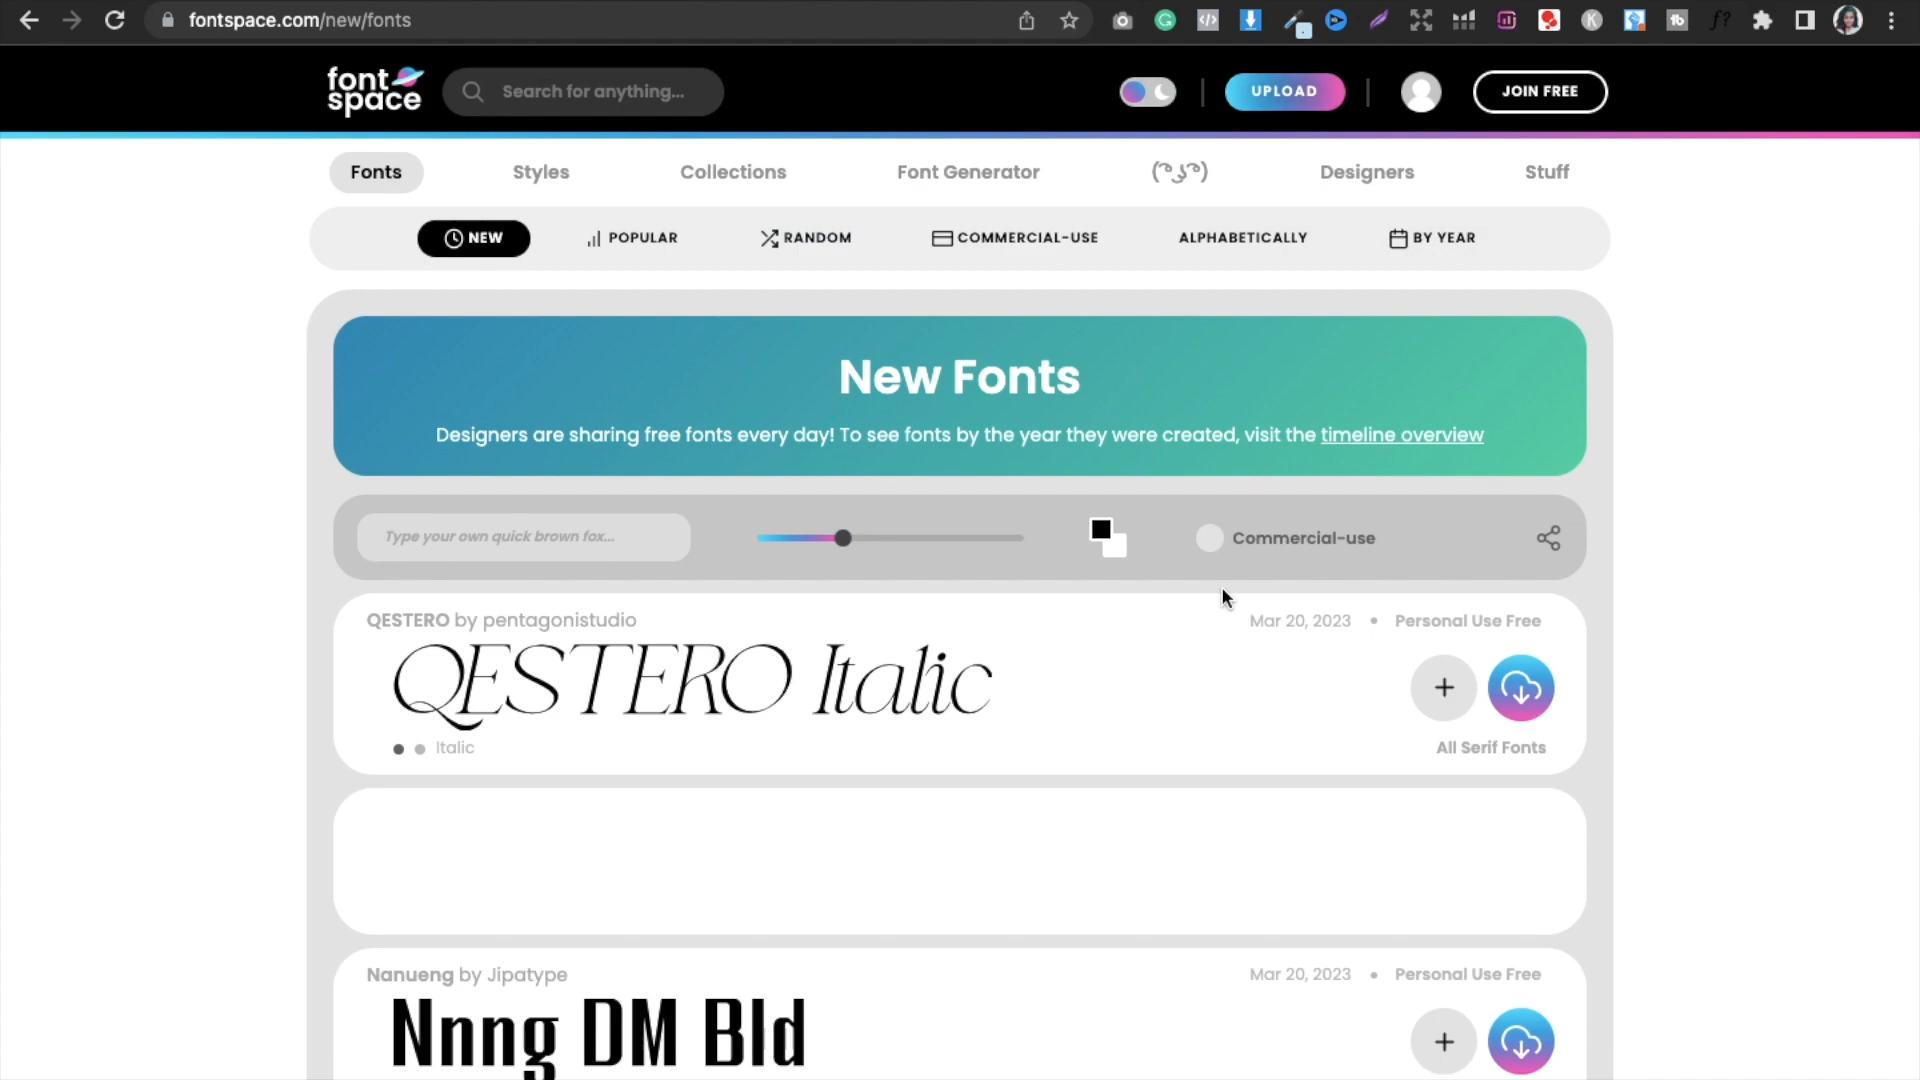 fontspace.com/new/fonts
font
space
Search for anything...
UPLOAD
JOIN FREE
Fonts
Styles
Collections
Font Generator
( ͡° ͜ʖ ͡°)
Designers
Stuff
NEW
POPULAR
RANDOM
COMMERCIAL-USE
ALPHABETICALLY
BY YEAR
New Fonts
Designers are sharing free fonts every day! To see fonts by the year they were created, visit the timeline overview
Type your own quick brown fox...
Commercial-use
QESTERO by pentagonistudio
Mar 20, 2023 • Personal Use Free
QESTERO Italic
Italic
All Serif Fonts
Nanueng by Jipatype
Mar 20, 2023 • Personal Use Free
Nnng DM Bld